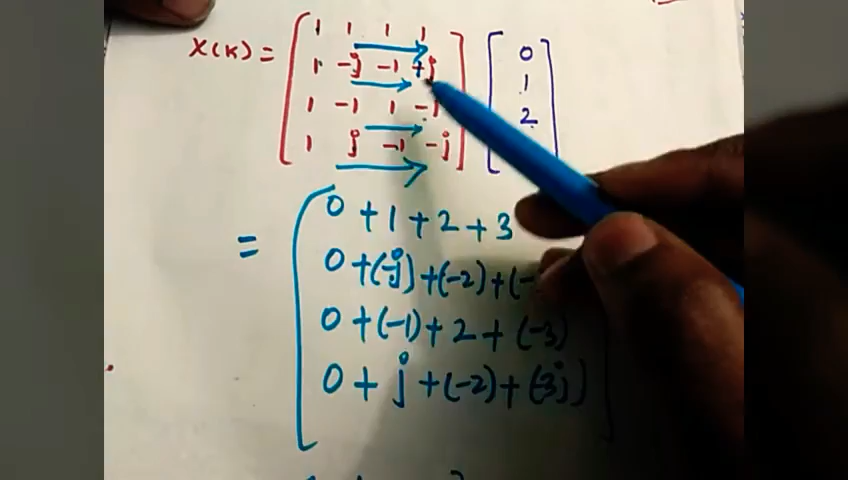 X(K) = [ 1 1 1 1 ] [ 0 ]
1 -j -1 +j 1
1 -1 1 -1 2
1 j -1 -j
= [ 0 + 1 + 2 + 3
0 + (-j) + (-2) + (-
0 + (-1) + 2 + (-3)
0 + j + (-2) + (-3j)